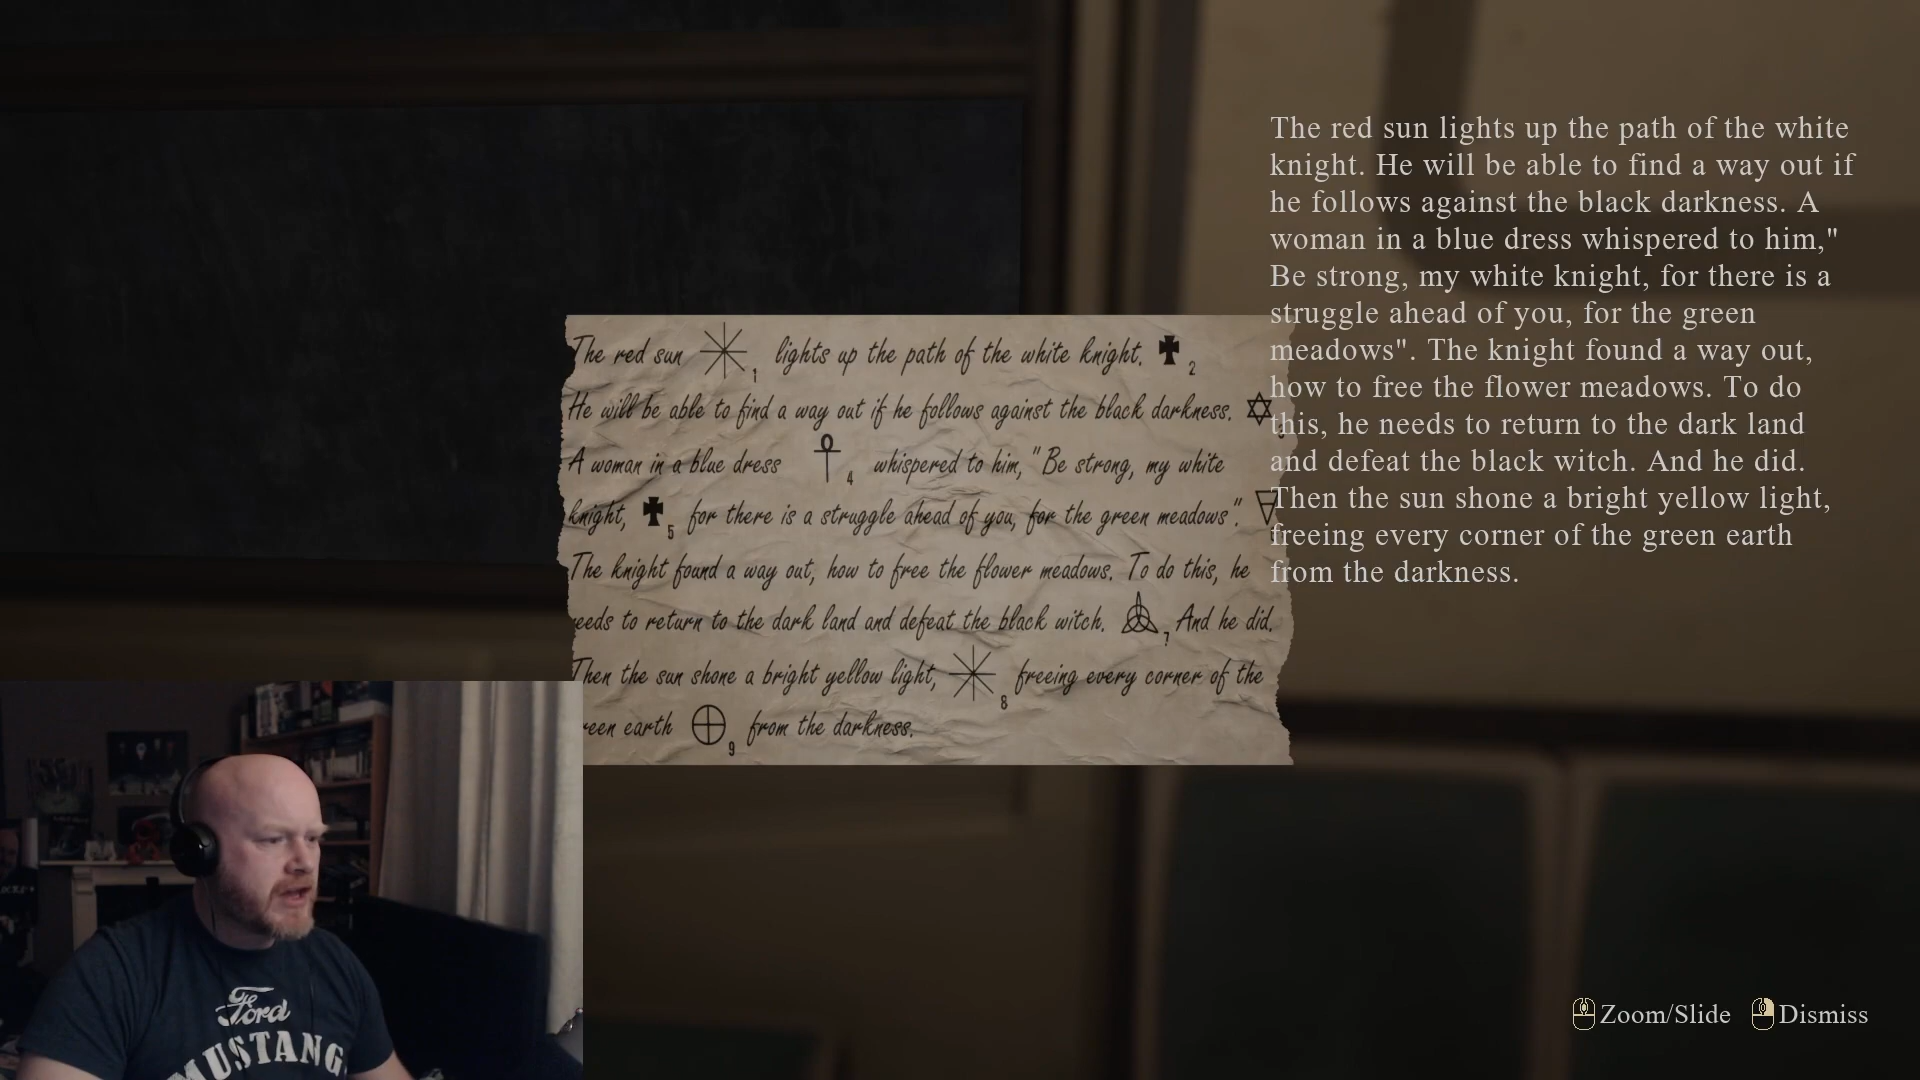 The red sun 1 lights up the path of the white knight. 2
He will be able to find a way out if he follows against the black darkness.
A woman in a blue dress 4 whispered to him, "Be strong, my white
knight, 5 for there is a struggle ahead of you, for the green meadows".
The knight found a way out, how to free the flower meadows. To do this, he
eeds to return to the dark land and defeat the black witch. 7 And he did.
Then the sun shone a bright yellow light, 8 freeing every corner of the
reen earth 9 from the darkness.
The red sun lights up the path of the white
knight. He will be able to find a way out if
he follows against the black darkness. A
woman in a blue dress whispered to him,"
Be strong, my white knight, for there is a
struggle ahead of you, for the green
meadows". The knight found a way out,
how to free the flower meadows. To do
this, he needs to return to the dark land
and defeat the black witch. And he did.
Then the sun shone a bright yellow light,
freeing every corner of the green earth
from the darkness.
Ford
MUSTANG
Zoom/Slide Dismiss